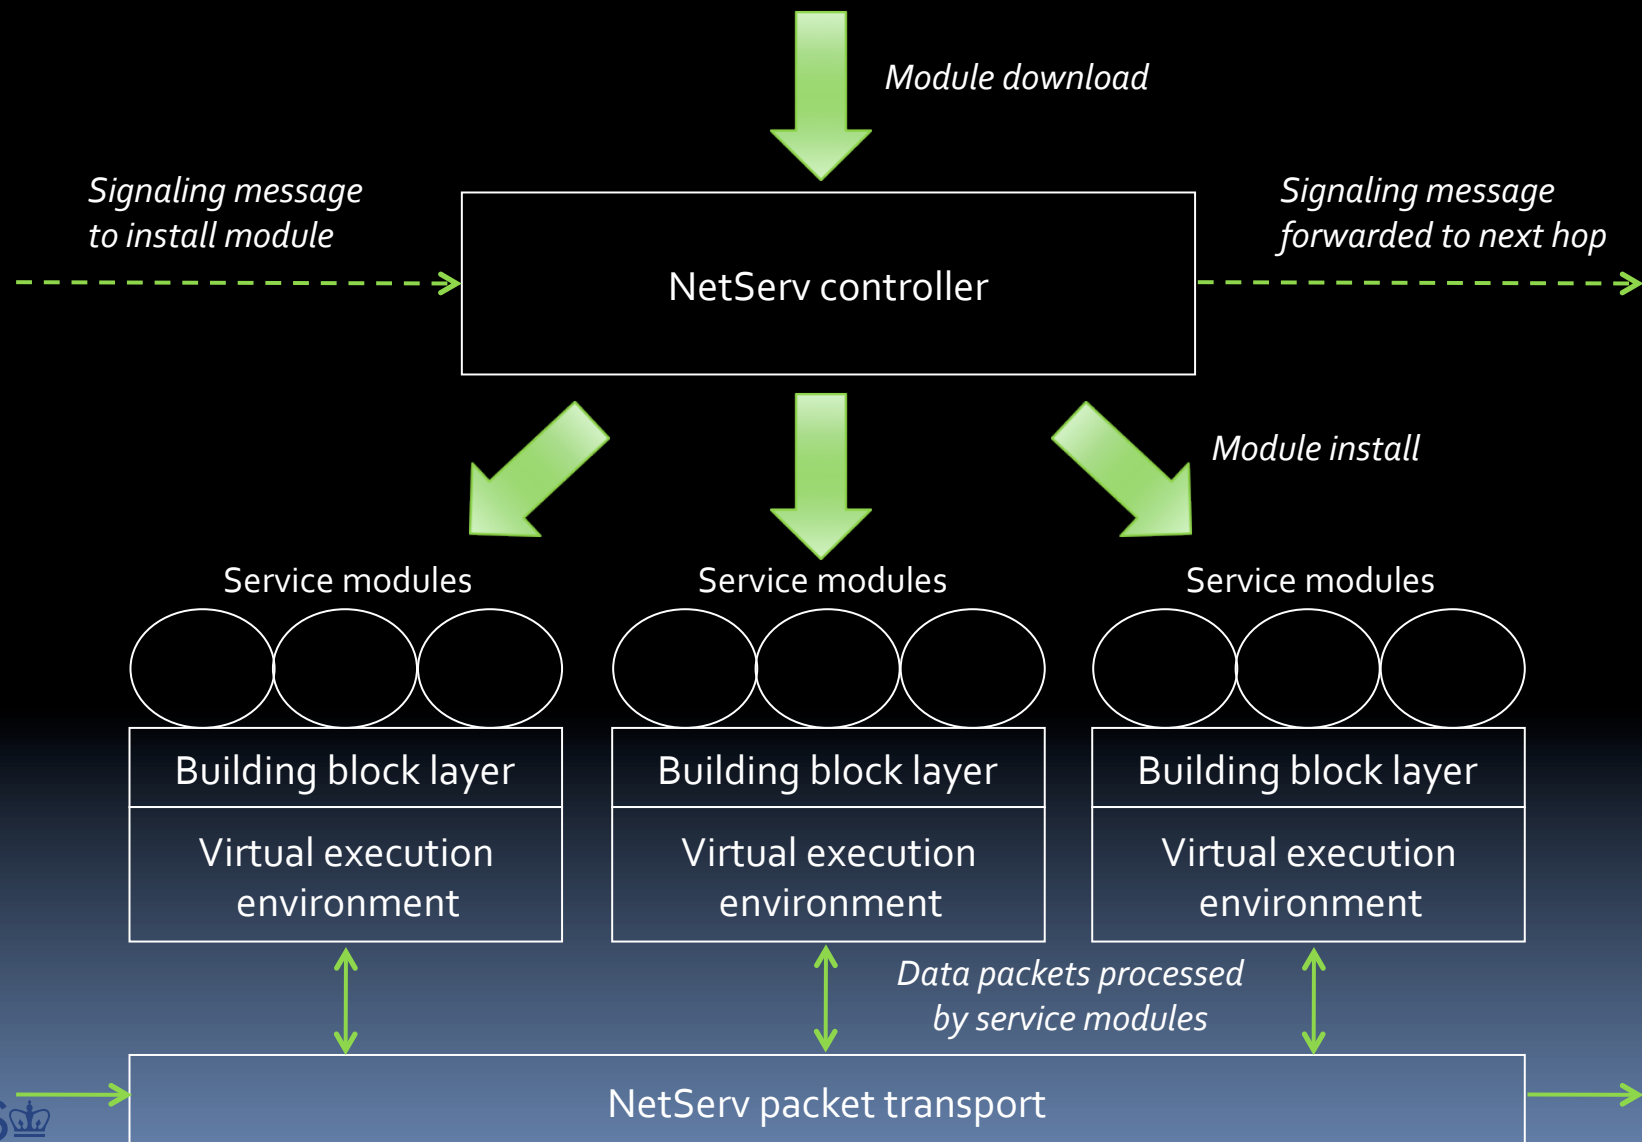 Module download
Signaling message
to install module
Signaling message
forwarded to next hop
NetServ controller
Module install
Service modules
Service modules
Service modules
Building block layer
Building block layer
Building block layer
Virtual execution
environment
Virtual execution
environment
Virtual execution
environment
Data packets processed
by service modules
NetServ packet transport